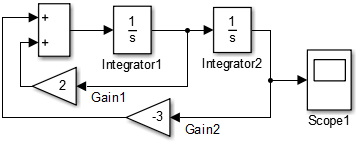 +
+
1
s
Integrator1
1
s
Integrator2
2
Gain1
-3
Gain2
Scope1